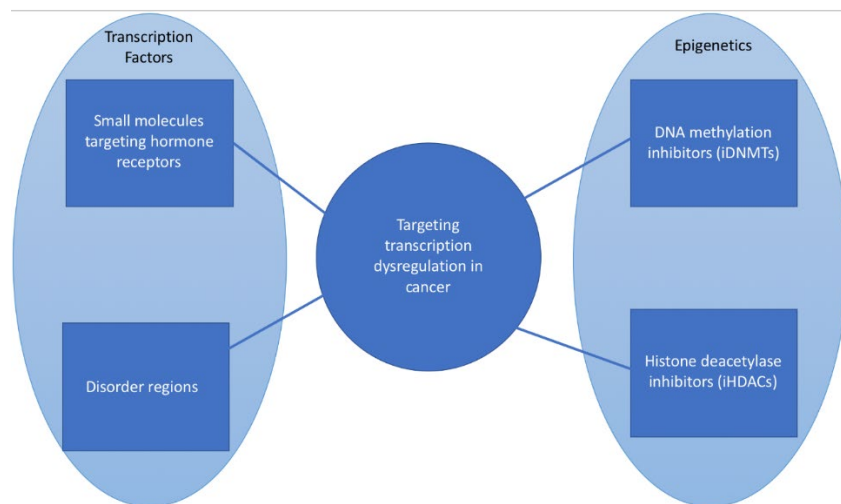 Transcription
Factors
Small molecules
targeting hormone
receptors
Disorder regions
Targeting
transcription
dysregulation in
cancer
Epigenetics
DNA methylation
inhibitors (iDNMTs)
Histone deacetylase
inhibitors (iHDACs)